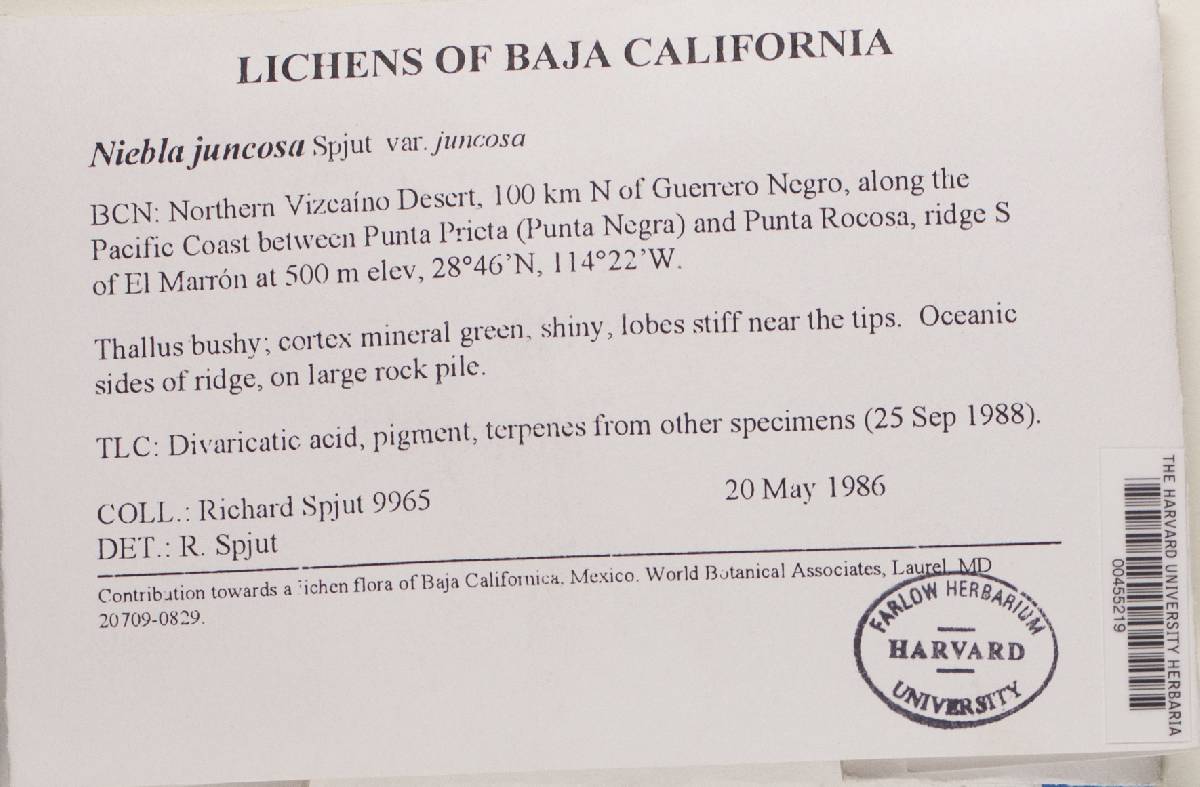 LICHENS OF BAJA CALIFORNIA
Niebla juncosa Spjut var. juncosa
BCN: Northern Vizcaíno Desert, 100 km N of Guerrero Negro, along the
Pacific Coast between Punta Prieta (Punta Negra) and Punta Rocosa, ridge S
of El Marrón at 500 m elev, 28°46’N, 114°22’W.
Thallus bushy; cortex mineral green, shiny, lobes stiff near the tips. Oceanic
sides of ridge, on large rock pile.
TLC: Divaricatic acid, pigment, terpenes from other specimens (25 Sep 1988).
COLL.: Richard Spjut 9965 20 May 1986
DET.: R. Spjut
Contribution towards a lichen flora of Baja California, Mexico. World Botanical Associates, Laurel, MD
20709-0829.
FARLOW HERBARIUM
HARVARD
UNIVERSITY
THE HARVARD UNIVERSITY HERBARIA
00455219